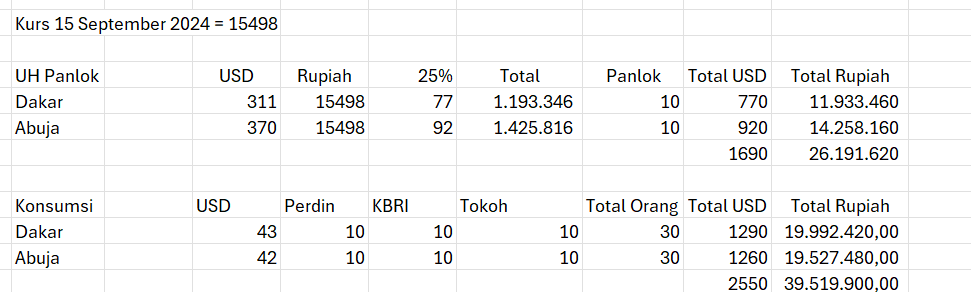 Kurs 15 September 2024 = 15498
UH Panlok USD Rupiah 25% Total Panlok Total USD Total Rupiah
Dakar 311 15498 77 1.193.346 10 770 11.933.460
Abuja 370 15498 92 1.425.816 10 920 14.258.160
1690 26.191.620
Konsumsi USD Perdin KBRI Tokoh Total Orang Total USD Total Rupiah
Dakar 43 10 10 10 30 1290 19.992.420,00
Abuja 42 10 10 10 30 1260 19.527.480,00
2550 39.519.900,00